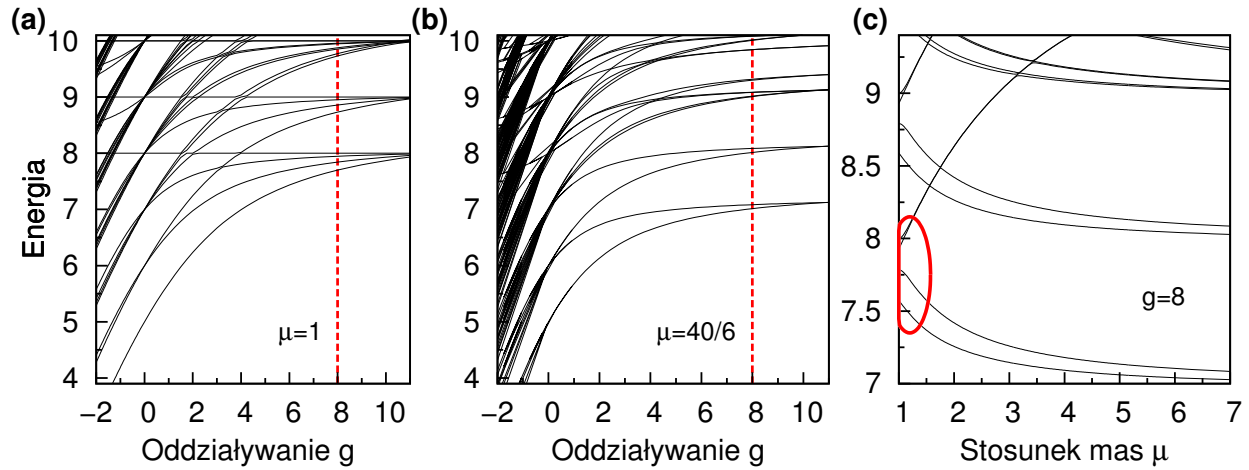 (a) (b) (c)
Energia
10
9
8
7
6
5
4
μ=1
−2 0 2 4 6 8 10
Oddziaływanie g
10
9
8
7
6
5
4
μ=40/6
−2 0 2 4 6 8 10
Oddziaływanie g
9
8.5
8
7.5
7
g=8
1 2 3 4 5 6 7
Stosunek mas μ